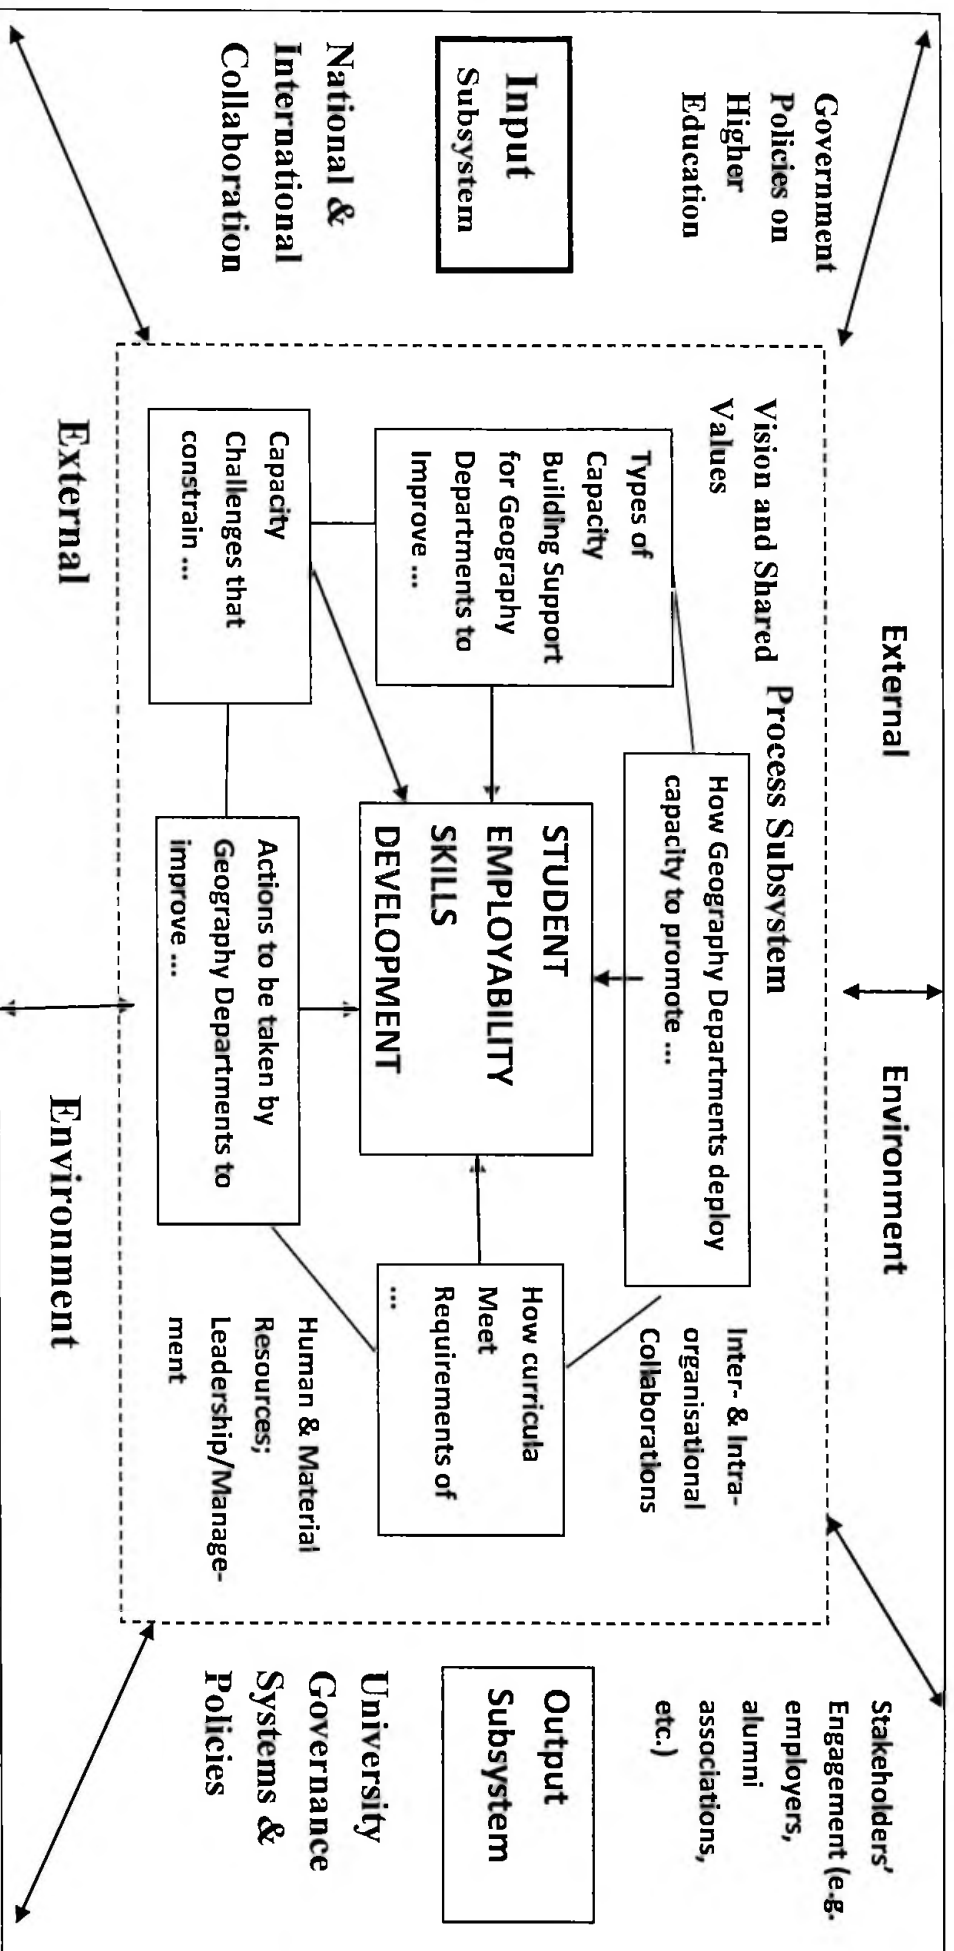 External
Environment
Government
Policies on
Higher
Education
Input
Subsystem
National &
International
Collaboration
Vision and Shared
Values
Process Subsystem
How Geography Departments deploy
capacity to promote ...
Types of
Capacity
Building Support
for Geography
Departments to
Improve ...
Capacity
Challenges that
constrain ...
STUDENT
EMPLOYABILITY
SKILLS
DEVELOPMENT
Actions to be taken by
Geography Departments to
improve ...
How curricula
Meet
Requirements of
...
Inter- & Intra-
organisational
Collaborations
Human & Material
Resources;
Leadership/Manage-
ment
Stakeholders'
Engagement (e.g.
employers,
alumni
associations,
etc.)
Output
Subsystem
University
Governance
Systems &
Policies
External
Environment